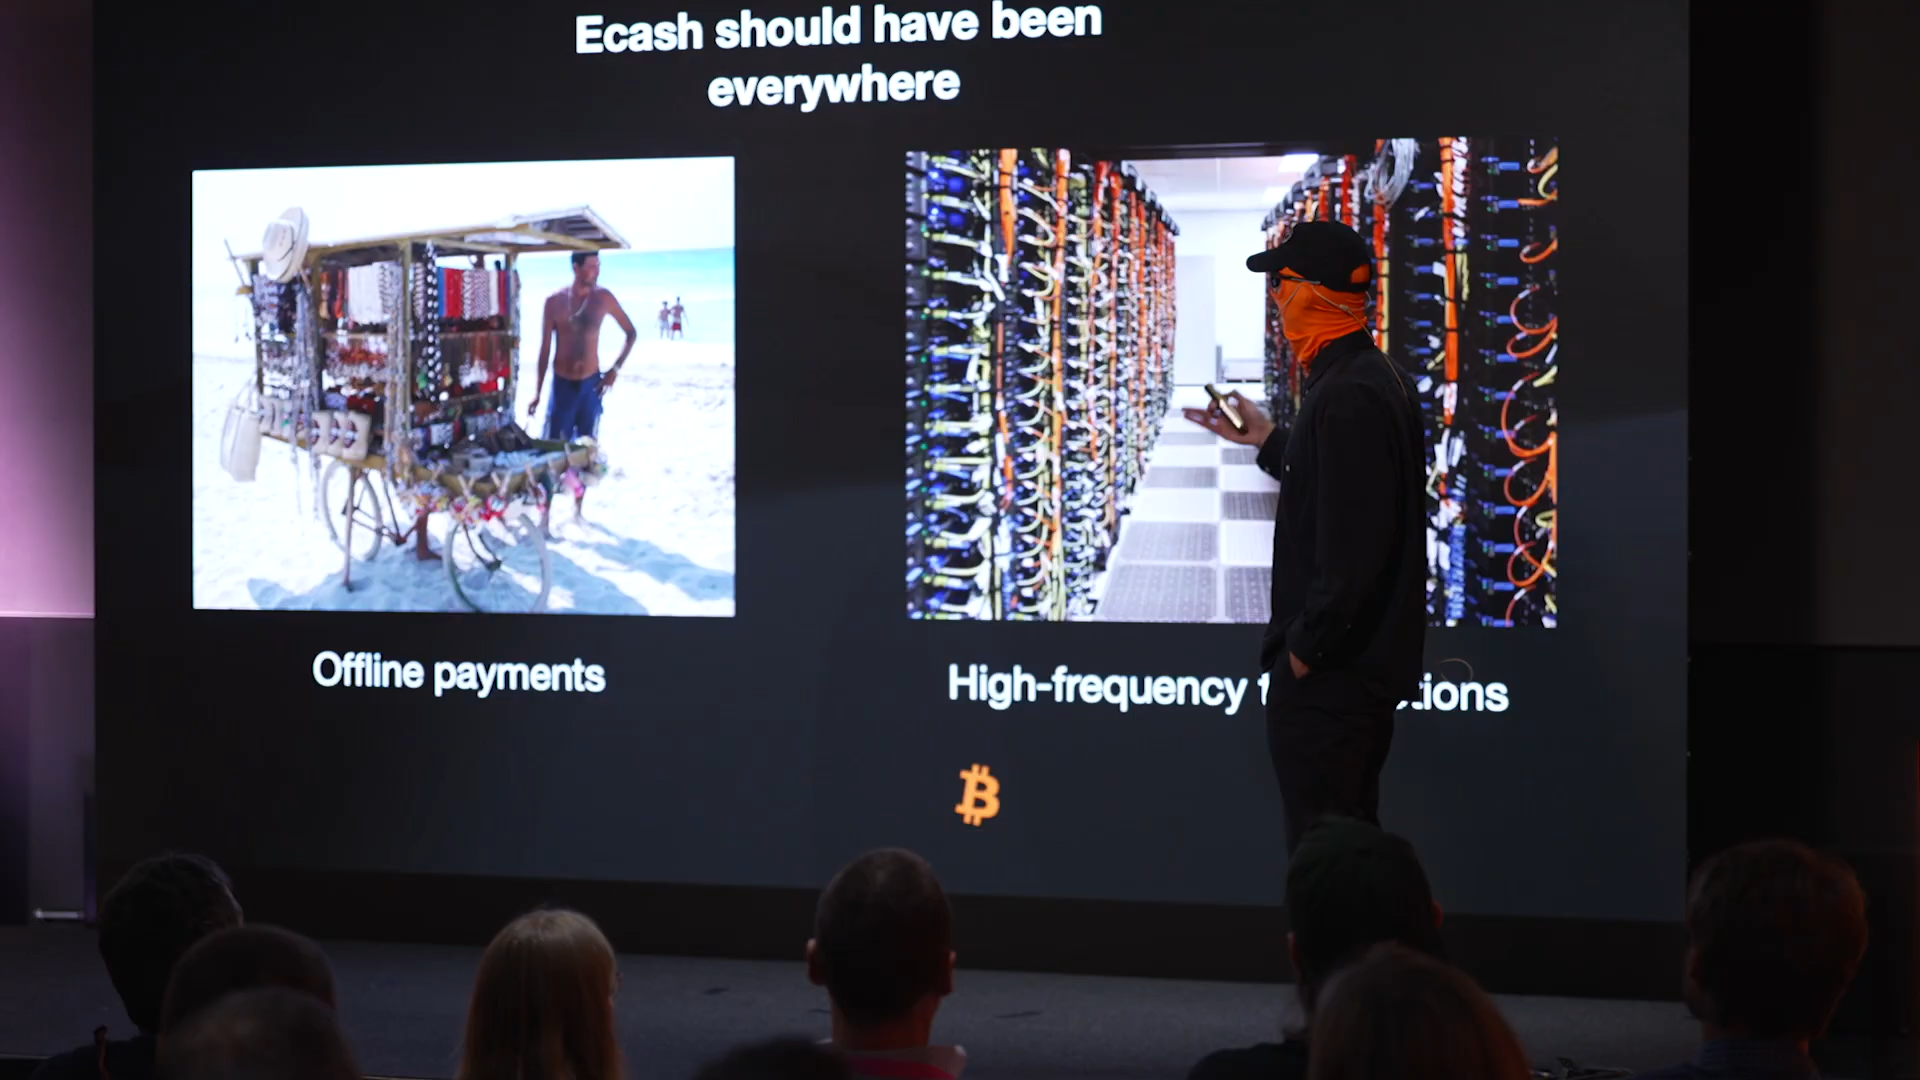 Ecash should have been
everywhere
Offline payments
High-frequency